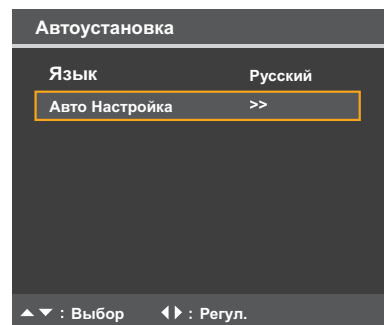 Автоустановка
Язык Русский
Авто Настройка >>
▲▼ : Выбор ◀▶ : Регул.